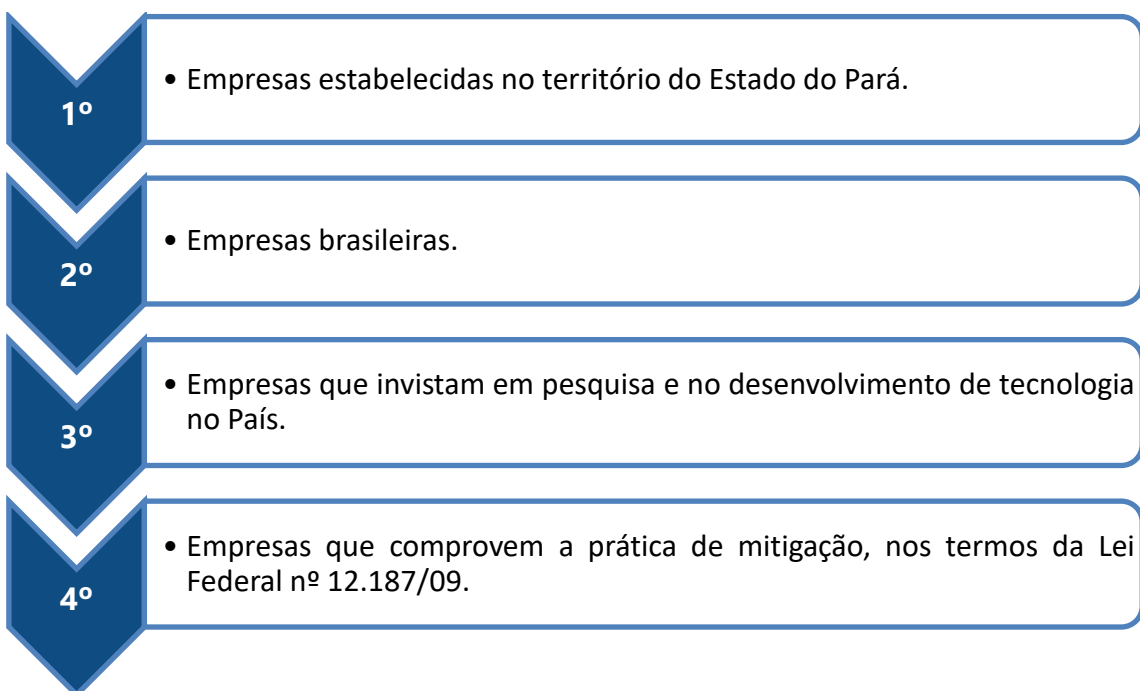 1º
• Empresas estabelecidas no território do Estado do Pará.
2º
• Empresas brasileiras.
3º
• Empresas que invistam em pesquisa e no desenvolvimento de tecnologia
no País.
4º
• Empresas que comprovem a prática de mitigação, nos termos da Lei
Federal nº 12.187/09.